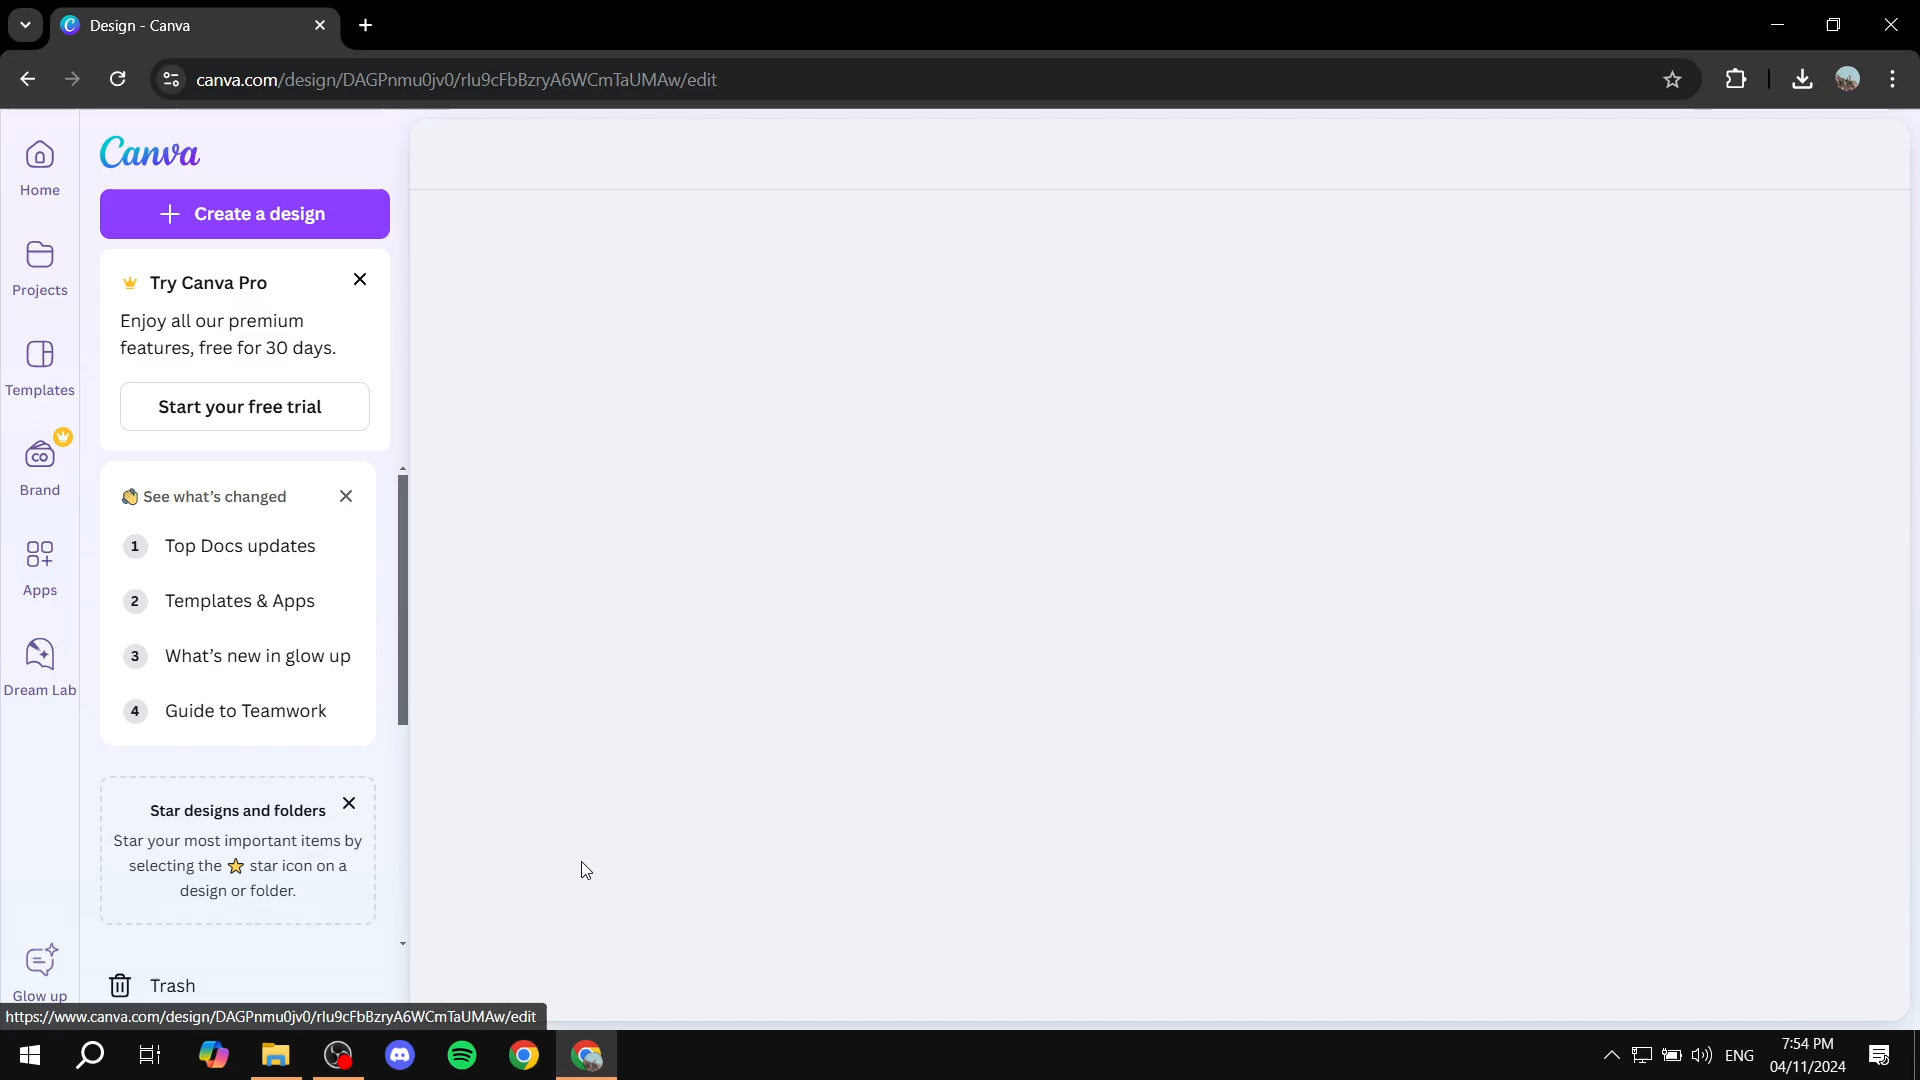 Design - Canva
canva.com/design/DAGPnmu0jv0/rIu9cFbBzryA6WCmTaUMAw/edit
Home
Projects
Templates
Brand
Apps
Dream Lab
Glow up
Canva
Create a design
Try Canva Pro
Enjoy all our premium
features, free for 30 days.
Start your free trial
See what's changed
1 Top Docs updates
2 Templates & Apps
3 What's new in glow up
4 Guide to Teamwork
Star designs and folders
Star your most important items by
selecting the ⭐ star icon on a
design or folder.
Trash
https://www.canva.com/design/DAGPnmu0jv0/rIu9cFbBzryA6WCmTaUMAw/edit
ENG
7:54 PM
04/11/2024